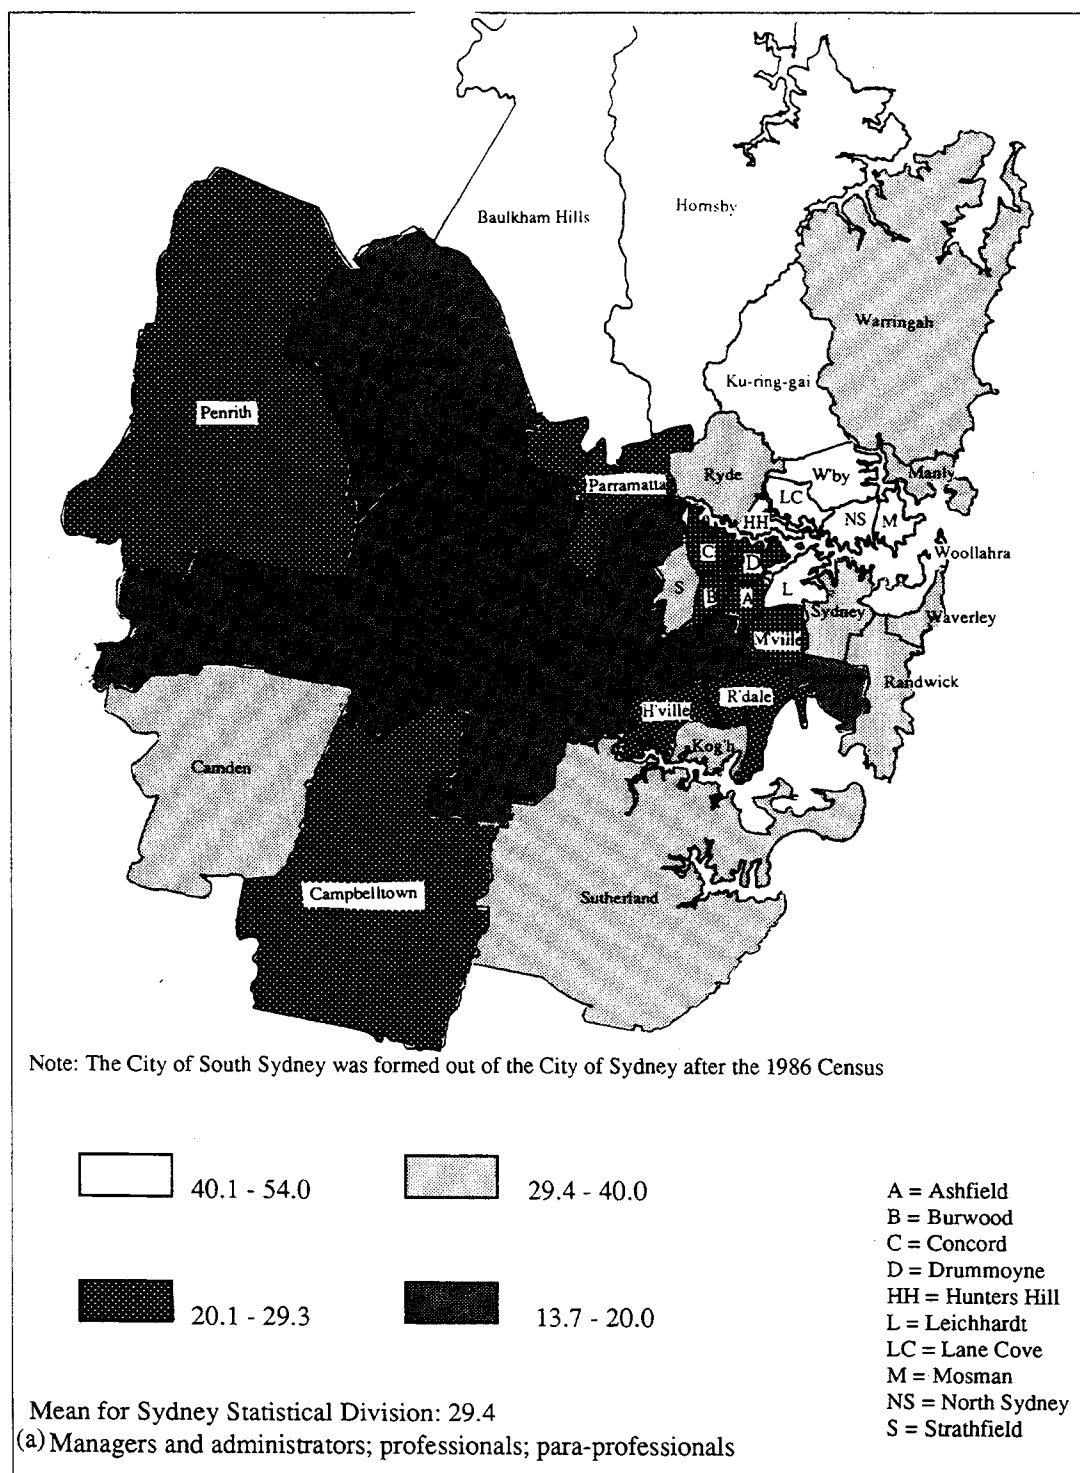 Baulkham Hills
Hornsby
Warringah
Ku-ring-gai
Penrith
Parramatta
Ryde
W'by
Manly
LC
HH
NS
M
Woollahra
C
D
S
B
A
L
Sydney
Waverley
M'ville
Randwick
R'dale
H'ville
Kog'h
Camden
Campbelltown
Sutherland
Note: The City of South Sydney was formed out of the City of Sydney after the 1986 Census
40.1 - 54.0
29.4 - 40.0
20.1 - 29.3
13.7 - 20.0
A = Ashfield
B = Burwood
C = Concord
D = Drummoyne
HH = Hunters Hill
L = Leichhardt
LC = Lane Cove
M = Mosman
NS = North Sydney
S = Strathfield
Mean for Sydney Statistical Division: 29.4
(a) Managers and administrators; professionals; para-professionals